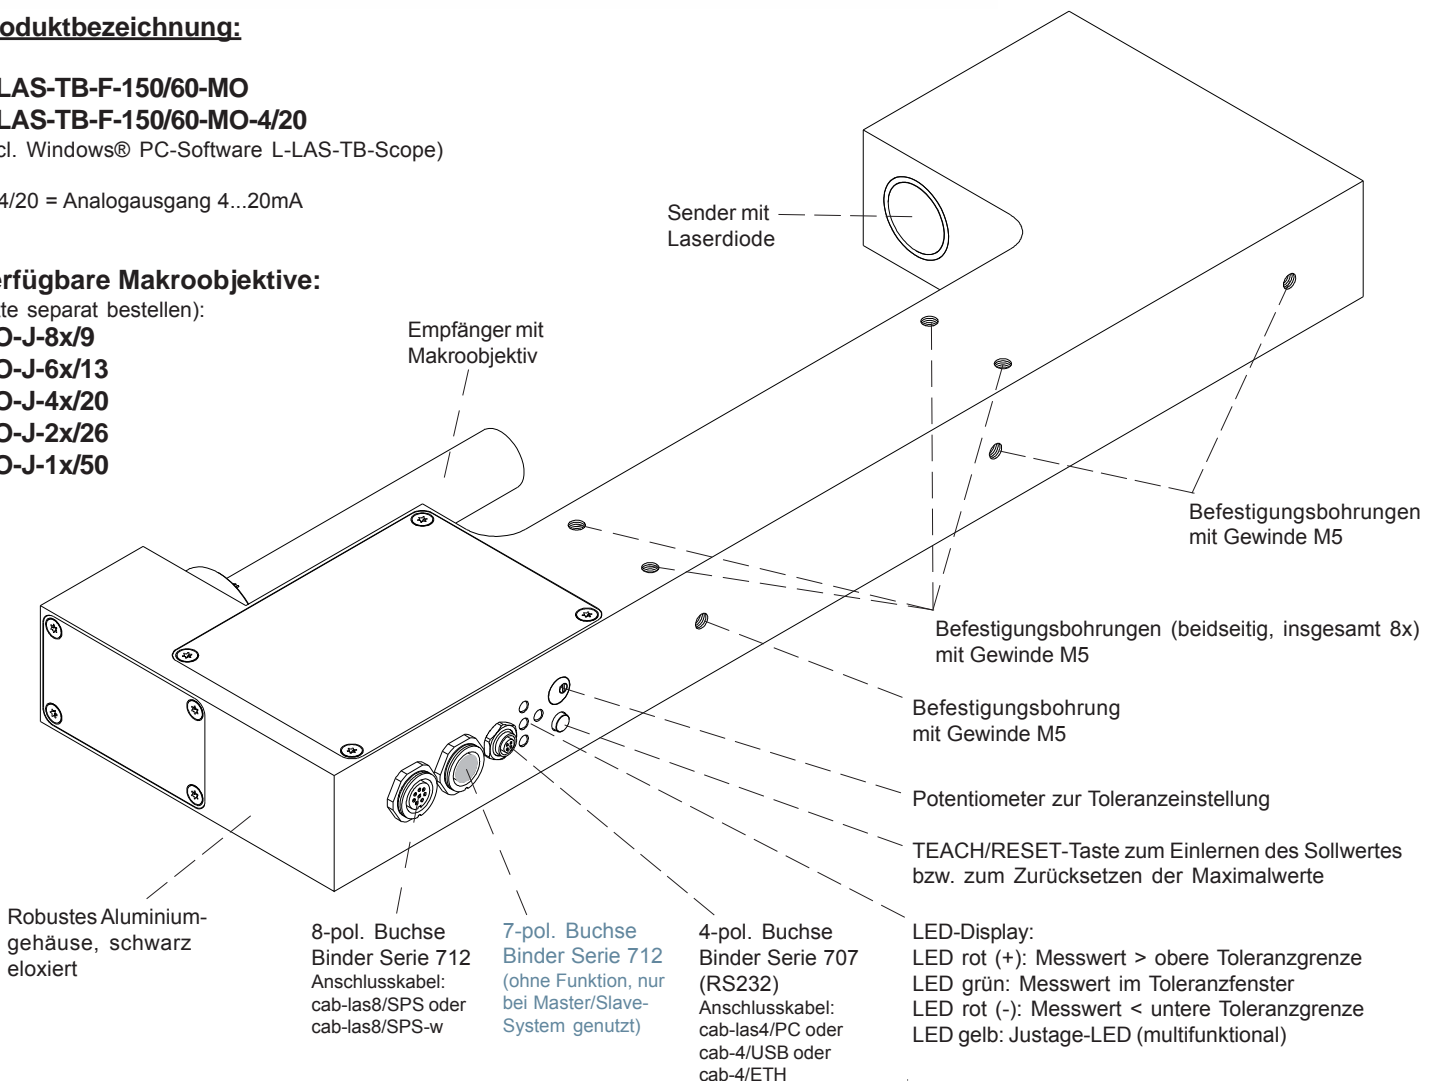 oduktbezeichnung:
LAS-TB-F-150/60-MO
LAS-TB-F-150/60-MO-4/20
cl. Windows® PC-Software L-LAS-TB-Scope)
4/20 = Analogausgang 4...20mA
erfügbare Makroobjektive:
tte separat bestellen):
O-J-8x/9
O-J-6x/13
O-J-4x/20
O-J-2x/26
O-J-1x/50
Sender mit
Laserdiode
Empfänger mit
Makroobjektiv
Befestigungsbohrungen
mit Gewinde M5
Befestigungsbohrungen (beidseitig, insgesamt 8x)
mit Gewinde M5
Befestigungsbohrung
mit Gewinde M5
Potentiometer zur Toleranzeinstellung
TEACH/RESET-Taste zum Einlernen des Sollwertes
bzw. zum Zurücksetzen der Maximalwerte
LED-Display:
LED rot (+): Messwert > obere Toleranzgrenze
LED grün: Messwert im Toleranzfenster
LED rot (-): Messwert < untere Toleranzgrenze
LED gelb: Justage-LED (multifunktional)
Robustes Aluminium-
gehäuse, schwarz
eloxiert
8-pol. Buchse
Binder Serie 712
Anschlusskabel:
cab-las8/SPS oder
cab-las8/SPS-w
7-pol. Buchse
Binder Serie 712
(ohne Funktion, nur
bei Master/Slave-
System genutzt)
4-pol. Buchse
Binder Serie 707
(RS232)
Anschlusskabel:
cab-las4/PC oder
cab-4/USB oder
cab-4/ETH